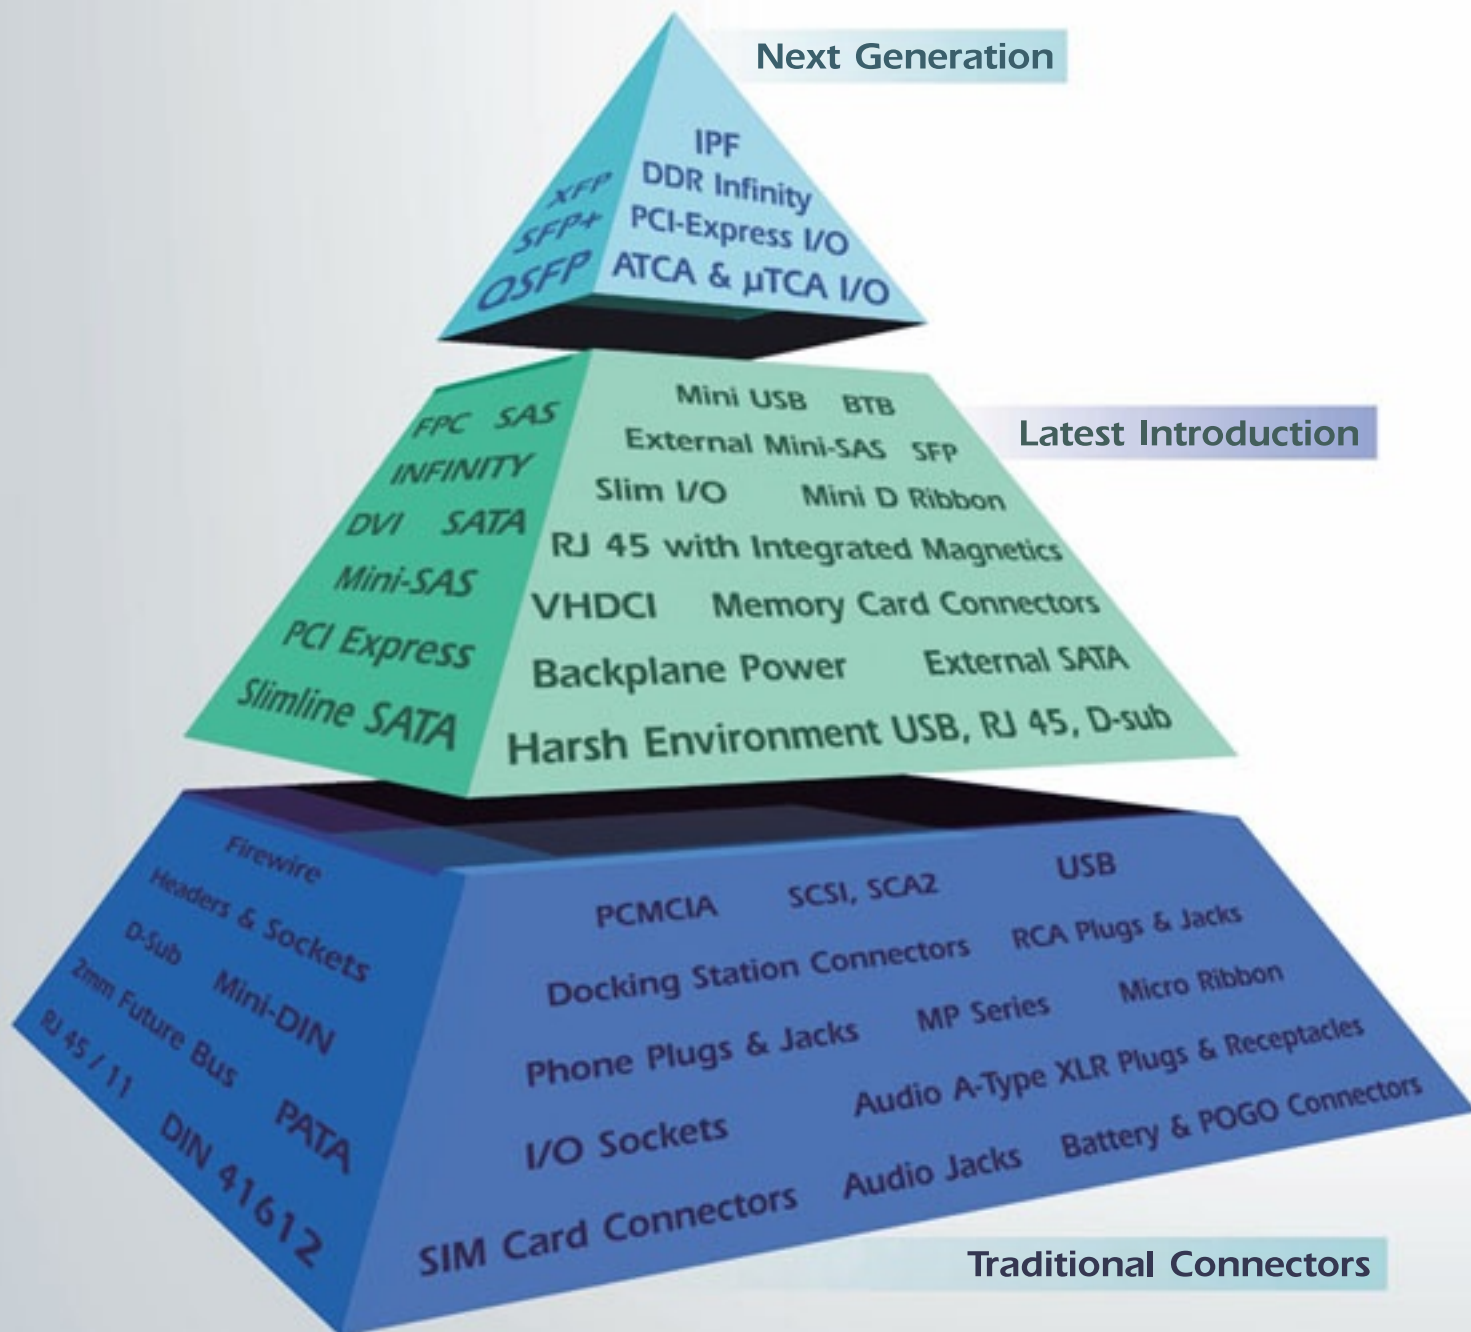 Next Generation
XFP
SFP+
QSFP
IPF
DDR Infinity
PCI-Express I/O
ATCA & µTCA I/O
Latest Introduction
FPC SAS
INFINITY
DVI SATA
Mini-SAS
PCI Express
Slimline SATA
Mini USB BTB
External Mini-SAS SFP
Slim I/O Mini D Ribbon
RJ 45 with Integrated Magnetics
VHDCI Memory Card Connectors
Backplane Power External SATA
Harsh Environment USB, RJ 45, D-sub
Firewire
Headers & Sockets
D-Sub Mini-DIN
2mm Future Bus
RJ 45 / 11 PATA
DIN 41612
PCMCIA SCSI, SCA2 USB
Docking Station Connectors RCA Plugs & Jacks
Phone Plugs & Jacks MP Series Micro Ribbon
I/O Sockets Audio A-Type XLR Plugs & Receptacles
SIM Card Connectors Audio Jacks Battery & POGO Connectors
Traditional Connectors